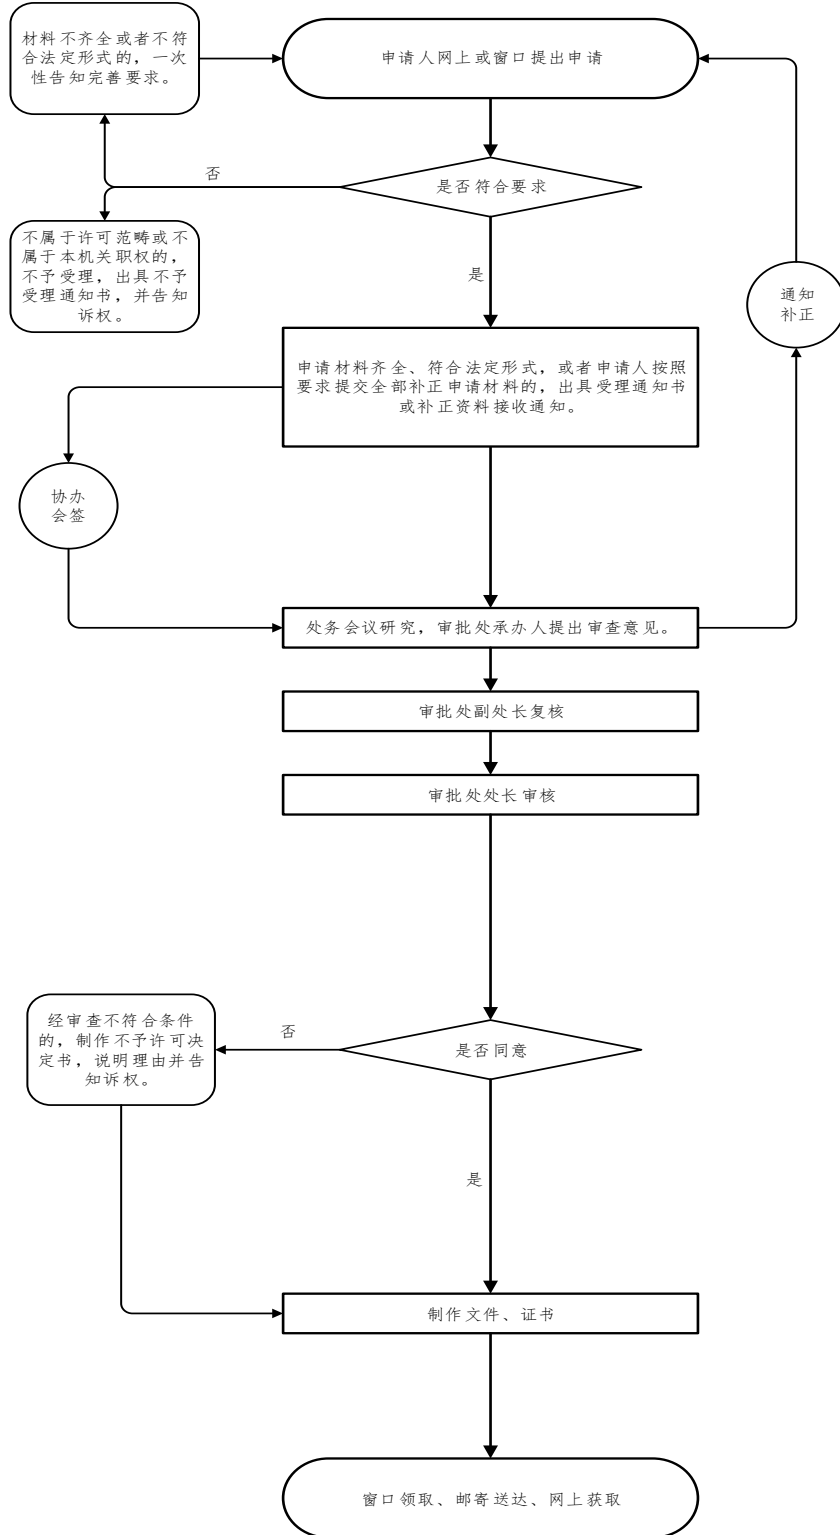 材料不齐全或者不符
合法定形式的，一次
性告知完善要求。
申请人网上或窗口提出申请
否
是否符合要求
不属于许可范畴或不
属于本机关职权的，
不予受理，出具不予
受理通知书，并告知
诉权。
是
通知
补正
申请材料齐全、符合法定形式，或者申请人按照
要求提交全部补正申请材料的，出具受理通知书
或补正资料接收通知。
协办
会签
处务会议研究，审批处承办人提出审查意见。
审批处副处长复核
审批处处长审核
经审查不符合条件
的，制作不予许可决
定书，说明理由并告
知诉权。
否
是否同意
是
制作文件、证书
窗口领取、邮寄送达、网上获取